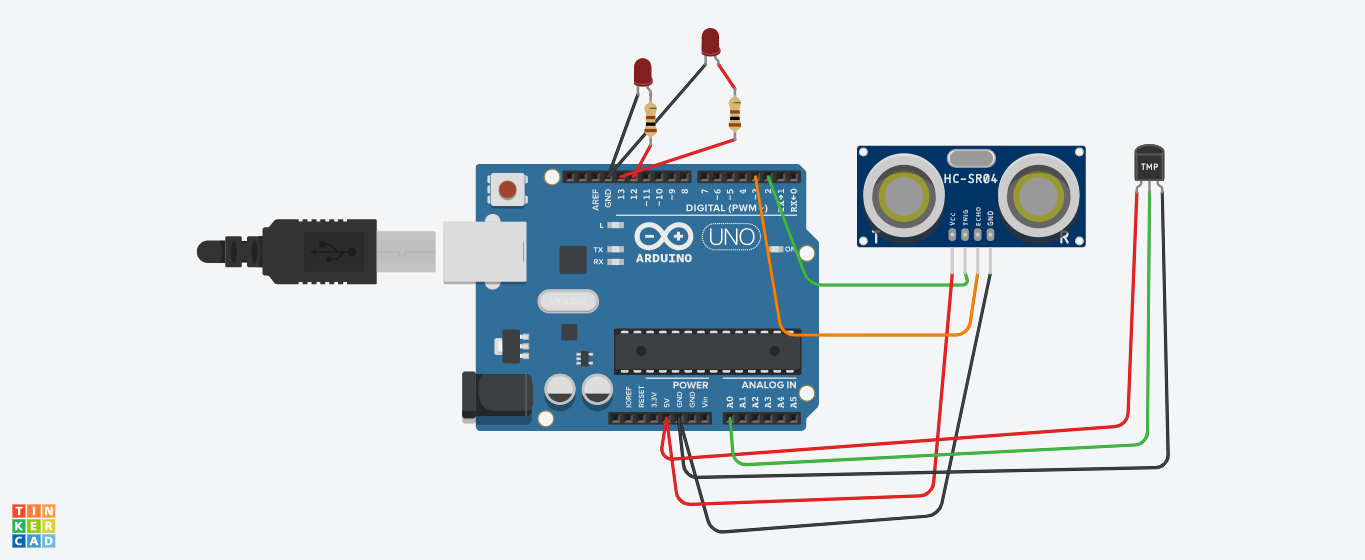 TMP
HC-SR04
VCC
TRIG
ECHO
GND
T
R
AREF
GND
13
12
~11
~10
~9
8
7
~6
~5
4
2
TX→1
RX←0
DIGITAL (PWM~)
L
TX
RX
ARDUINO
UNO
ON
POWER
ANALOG IN
IOREF
RESET
3.3V
5V
GND
GND
Vin
A0
A1
A2
A3
A4
A5
TIN
KER
CAD